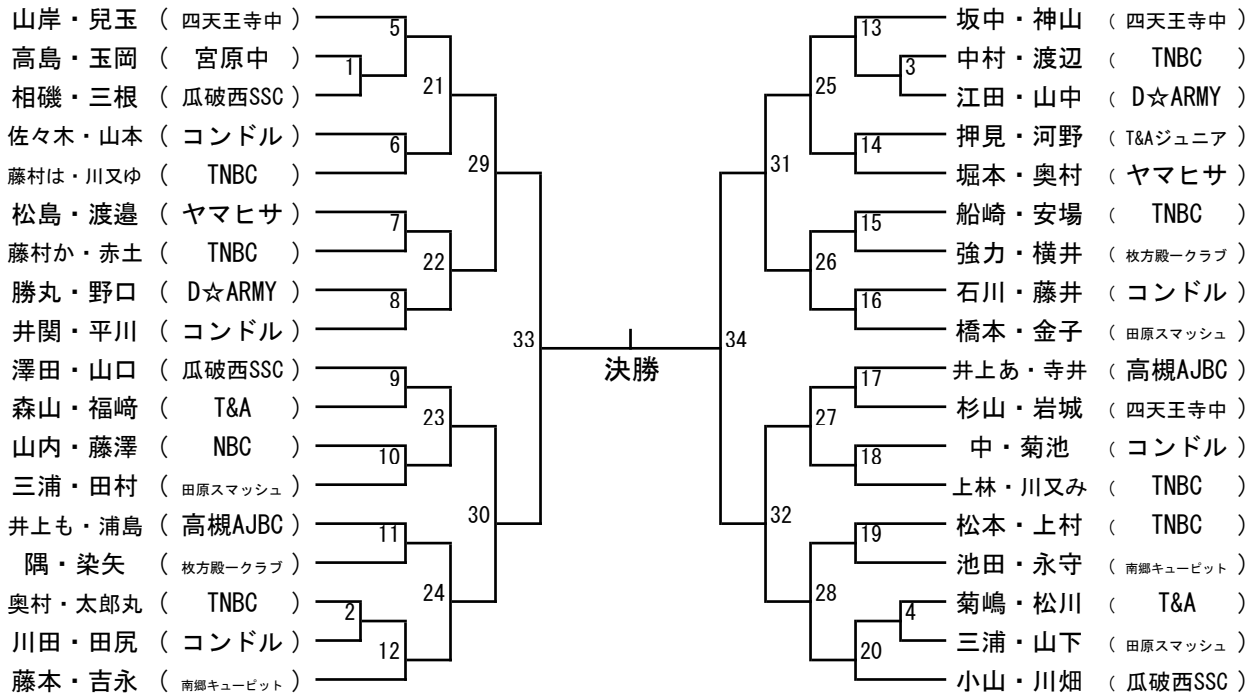 山岸・兒玉 ( 四天王寺中 )
高島・玉岡 ( 宮原中 )
相磯・三根 ( 瓜破西SSC )
佐々木・山本 ( コンドル )
藤村は・川又ゆ ( TNBC )
松島・渡邉 ( ヤマヒサ )
藤村か・赤土 ( TNBC )
勝丸・野口 ( D☆ARMY )
井関・平川 ( コンドル )
澤田・山口 ( 瓜破西SSC )
森山・福﨑 ( T&A )
山内・藤澤 ( NBC )
三浦・田村 ( 田原スマッシュ )
井上も・浦島 ( 高槻AJBC )
隅・染矢 ( 枚方殿一クラブ )
奥村・太郎丸 ( TNBC )
川田・田尻 ( コンドル )
藤本・吉永 ( 南郷キューピット )
5
1
21
6
29
7
22
8
33
9
23
10
30
11
24
2
12
決勝
13
3
25
14
31
15
26
16
34
17
27
18
32
19
28
4
20
坂中・神山 ( 四天王寺中 )
中村・渡辺 ( TNBC )
江田・山中 ( D☆ARMY )
押見・河野 ( T&Aジュニア )
堀本・奥村 ( ヤマヒサ )
船崎・安場 ( TNBC )
強力・横井 ( 枚方殿一クラブ )
石川・藤井 ( コンドル )
橋本・金子 ( 田原スマッシュ )
井上あ・寺井 ( 高槻AJBC )
杉山・岩城 ( 四天王寺中 )
中・菊池 ( コンドル )
上林・川又み ( TNBC )
松本・上村 ( TNBC )
池田・永守 ( 南郷キューピット )
菊嶋・松川 ( T&A )
三浦・山下 ( 田原スマッシュ )
小山・川畑 ( 瓜破西SSC )